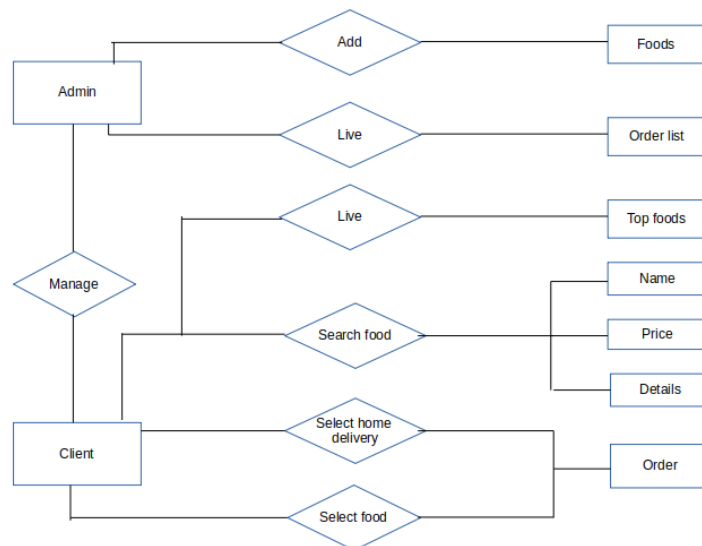 Add
Foods
Admin
Live
Order list
Live
Top foods
Manage
Name
Search food
Price
Details
Select home
delivery
Client
Order
Select food